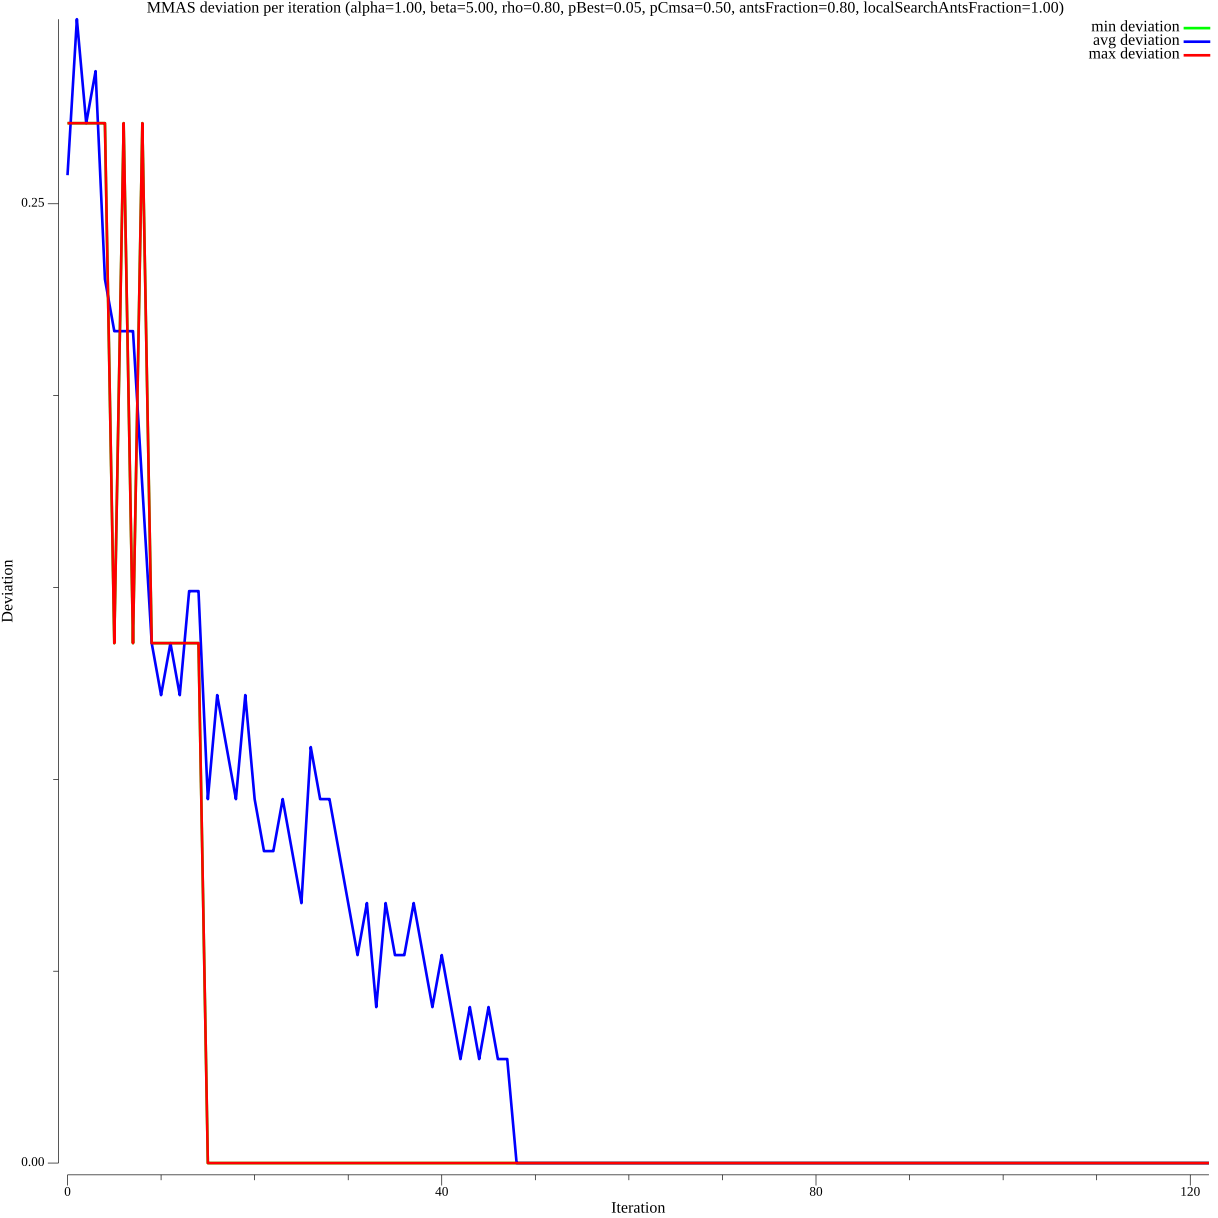 MMAS deviation per iteration (alpha=1.00, beta=5.00, rho=0.80, pBest=0.05, pCmsa=0.50, antsFraction=0.80, localSearchAntsFraction=1.00)
min deviation
avg deviation
max deviation
0.25
Deviation
0.00
0 40 80 120
Iteration